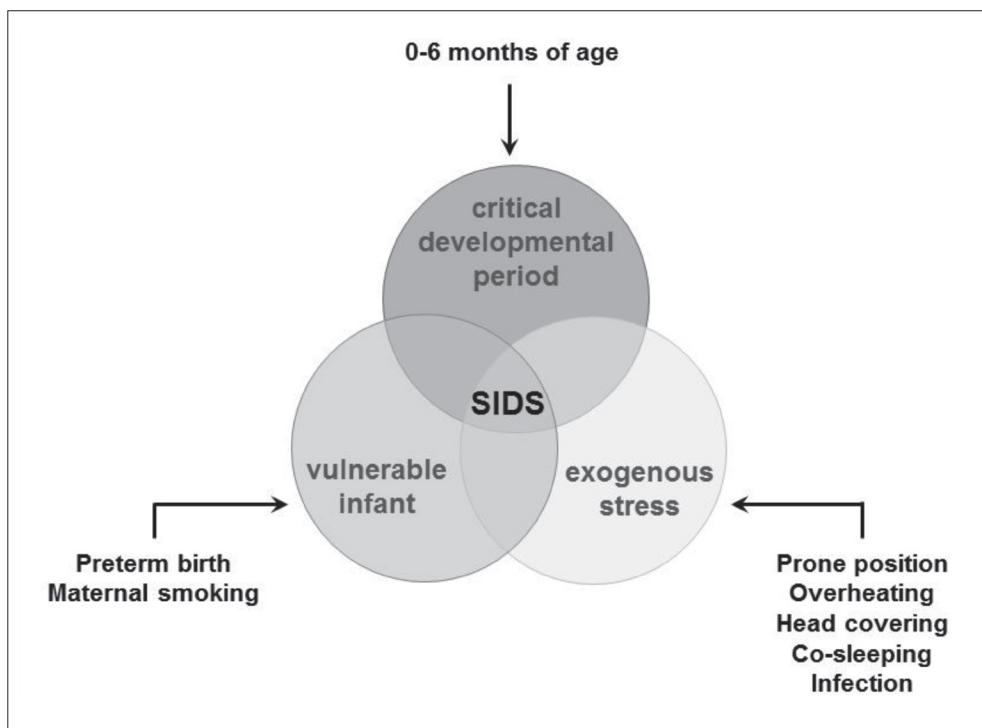 0-6 months of age
critical
developmental
period
SIDS
vulnerable
infant
exogenous
stress
Preterm birth
Maternal smoking
Prone position
Overheating
Head covering
Co-sleeping
Infection